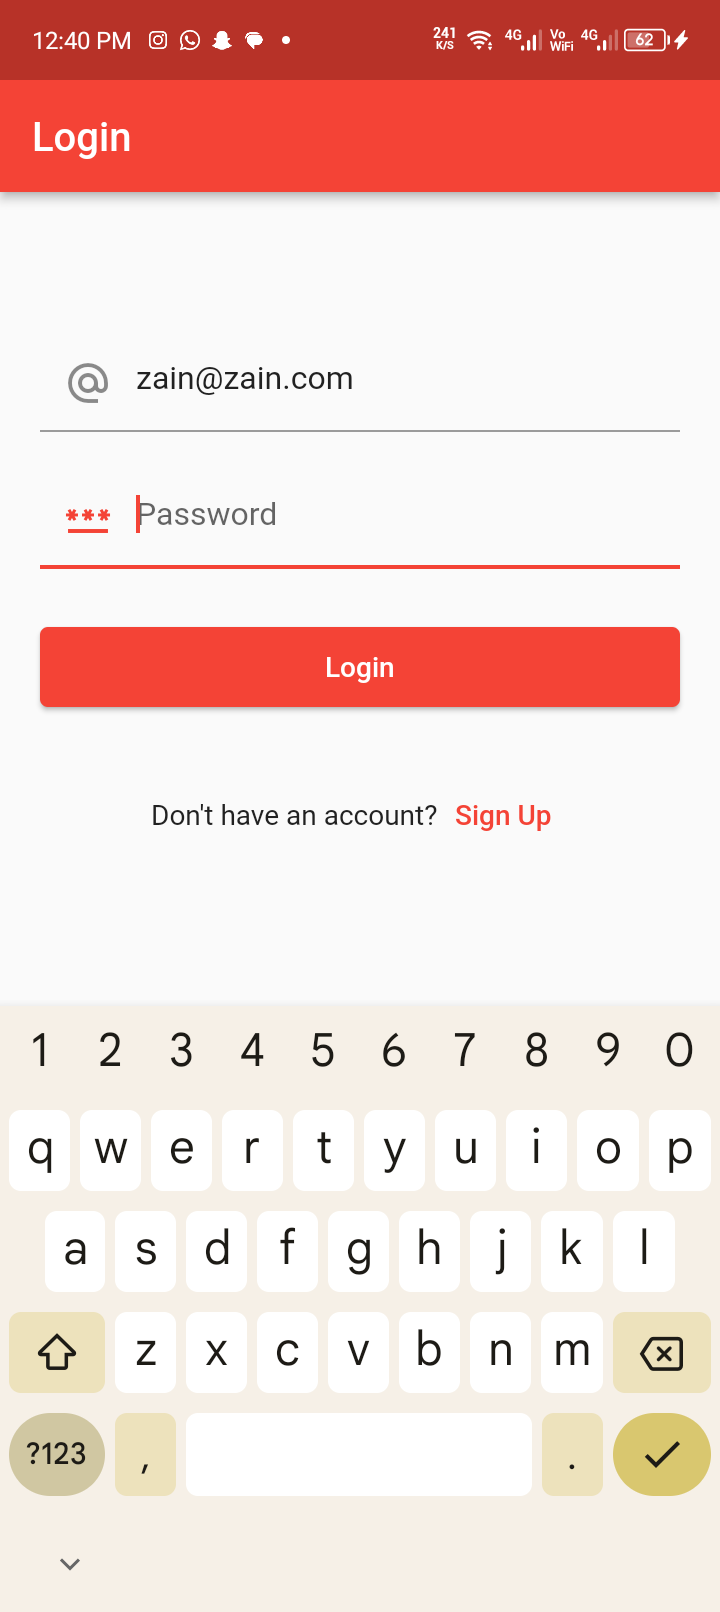 12:40 PM 241 K/S 4G Vo WiFi 4G 62
Login
zain@zain.com
*** Password
Login
Don't have an account? Sign Up
1 2 3 4 5 6 7 8 9 0
q w e r t y u i o p
a s d f g h j k l
z x c v b n m
?123 , .